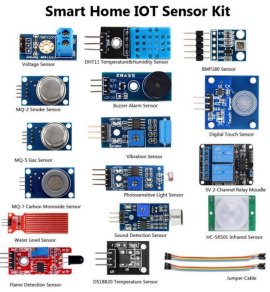 Smart Home IOT Sensor Kit
Voltage Sensor
DHT11 Temperature&Humidity Sensor
BMP180 Sensor
MQ-2 Smoke Sensor
Buzzer Alarm Sensor
Digital Touch Sensor
MQ-5 Gas Sensor
Vibration Sensor
5V 2-Channel Relay Moudle
MQ-7 Carbon Monoxide Sensor
Photosensitive Light Sensor
Water Level Sensor
Sound Detection Sensor
HC-SR501 Infrared Sensor
Flame Detection Sensor
DS18B20 Temperature Sensor
Jumper Cable